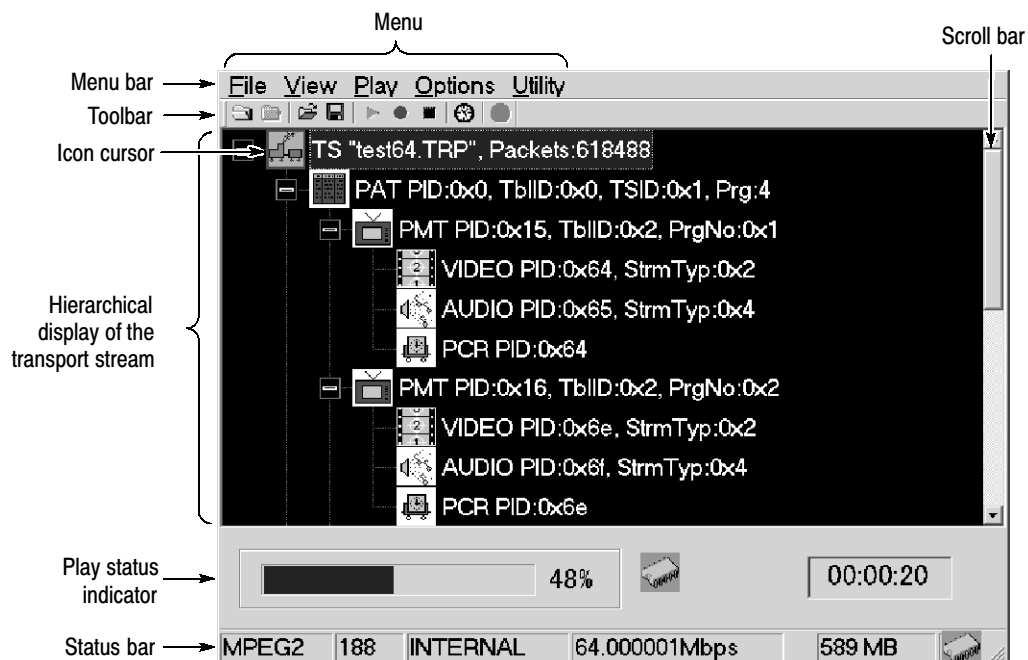 Menu
Scroll bar
Menu bar
File View Play Options Utility
Toolbar
Icon cursor
TS "test64.TRP", Packets:618488
PAT PID:0x0, TblID:0x0, TSID:0x1, Prg:4
PMT PID:0x15, TblID:0x2, PrgNo:0x1
VIDEO PID:0x64, StrmTyp:0x2
AUDIO PID:0x65, StrmTyp:0x4
PCR PID:0x64
Hierarchical
display of the
transport stream
PMT PID:0x16, TblID:0x2, PrgNo:0x2
VIDEO PID:0x6e, StrmTyp:0x2
AUDIO PID:0x6f, StrmTyp:0x4
PCR PID:0x6e
Play status
indicator
48%
00:00:20
Status bar
MPEG2 188 INTERNAL 64.000001Mbps 589 MB